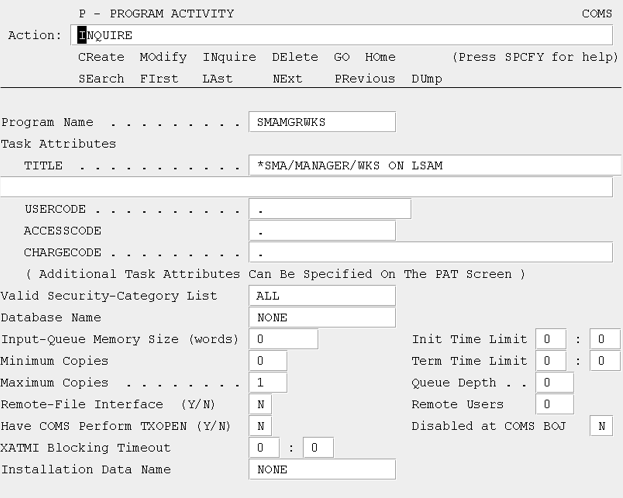 P - PROGRAM ACTIVITY COMS
Action: INQUIRE
CReate MOdify INquire DElete GO HOme (Press SPCFY for help)
SEarch FIrst LAst NExt PRevious DUmp
Program Name . . . . . . . . . SMAMGRWKS
Task Attributes
TITLE . . . . . . . . . . . *SMA/MANAGER/WKS ON LSAM
USERCODE . . . . . . . . . . .
ACCESSCODE .
CHARGECODE . . . . . . . . . .
( Additional Task Attributes Can Be Specified On The PAT Screen )
Valid Security-Category List ALL
Database Name NONE
Input-Queue Memory Size (words) 0 Init Time Limit 0 : 0
Minimum Copies 0 Term Time Limit 0 : 0
Maximum Copies . . . . . . . . 1 Queue Depth . . 0
Remote-File Interface (Y/N) N Remote Users 0
Have COMS Perform TXOPEN (Y/N) N Disabled at COMS BOJ N
XATMI Blocking Timeout 0 : 0
Installation Data Name NONE